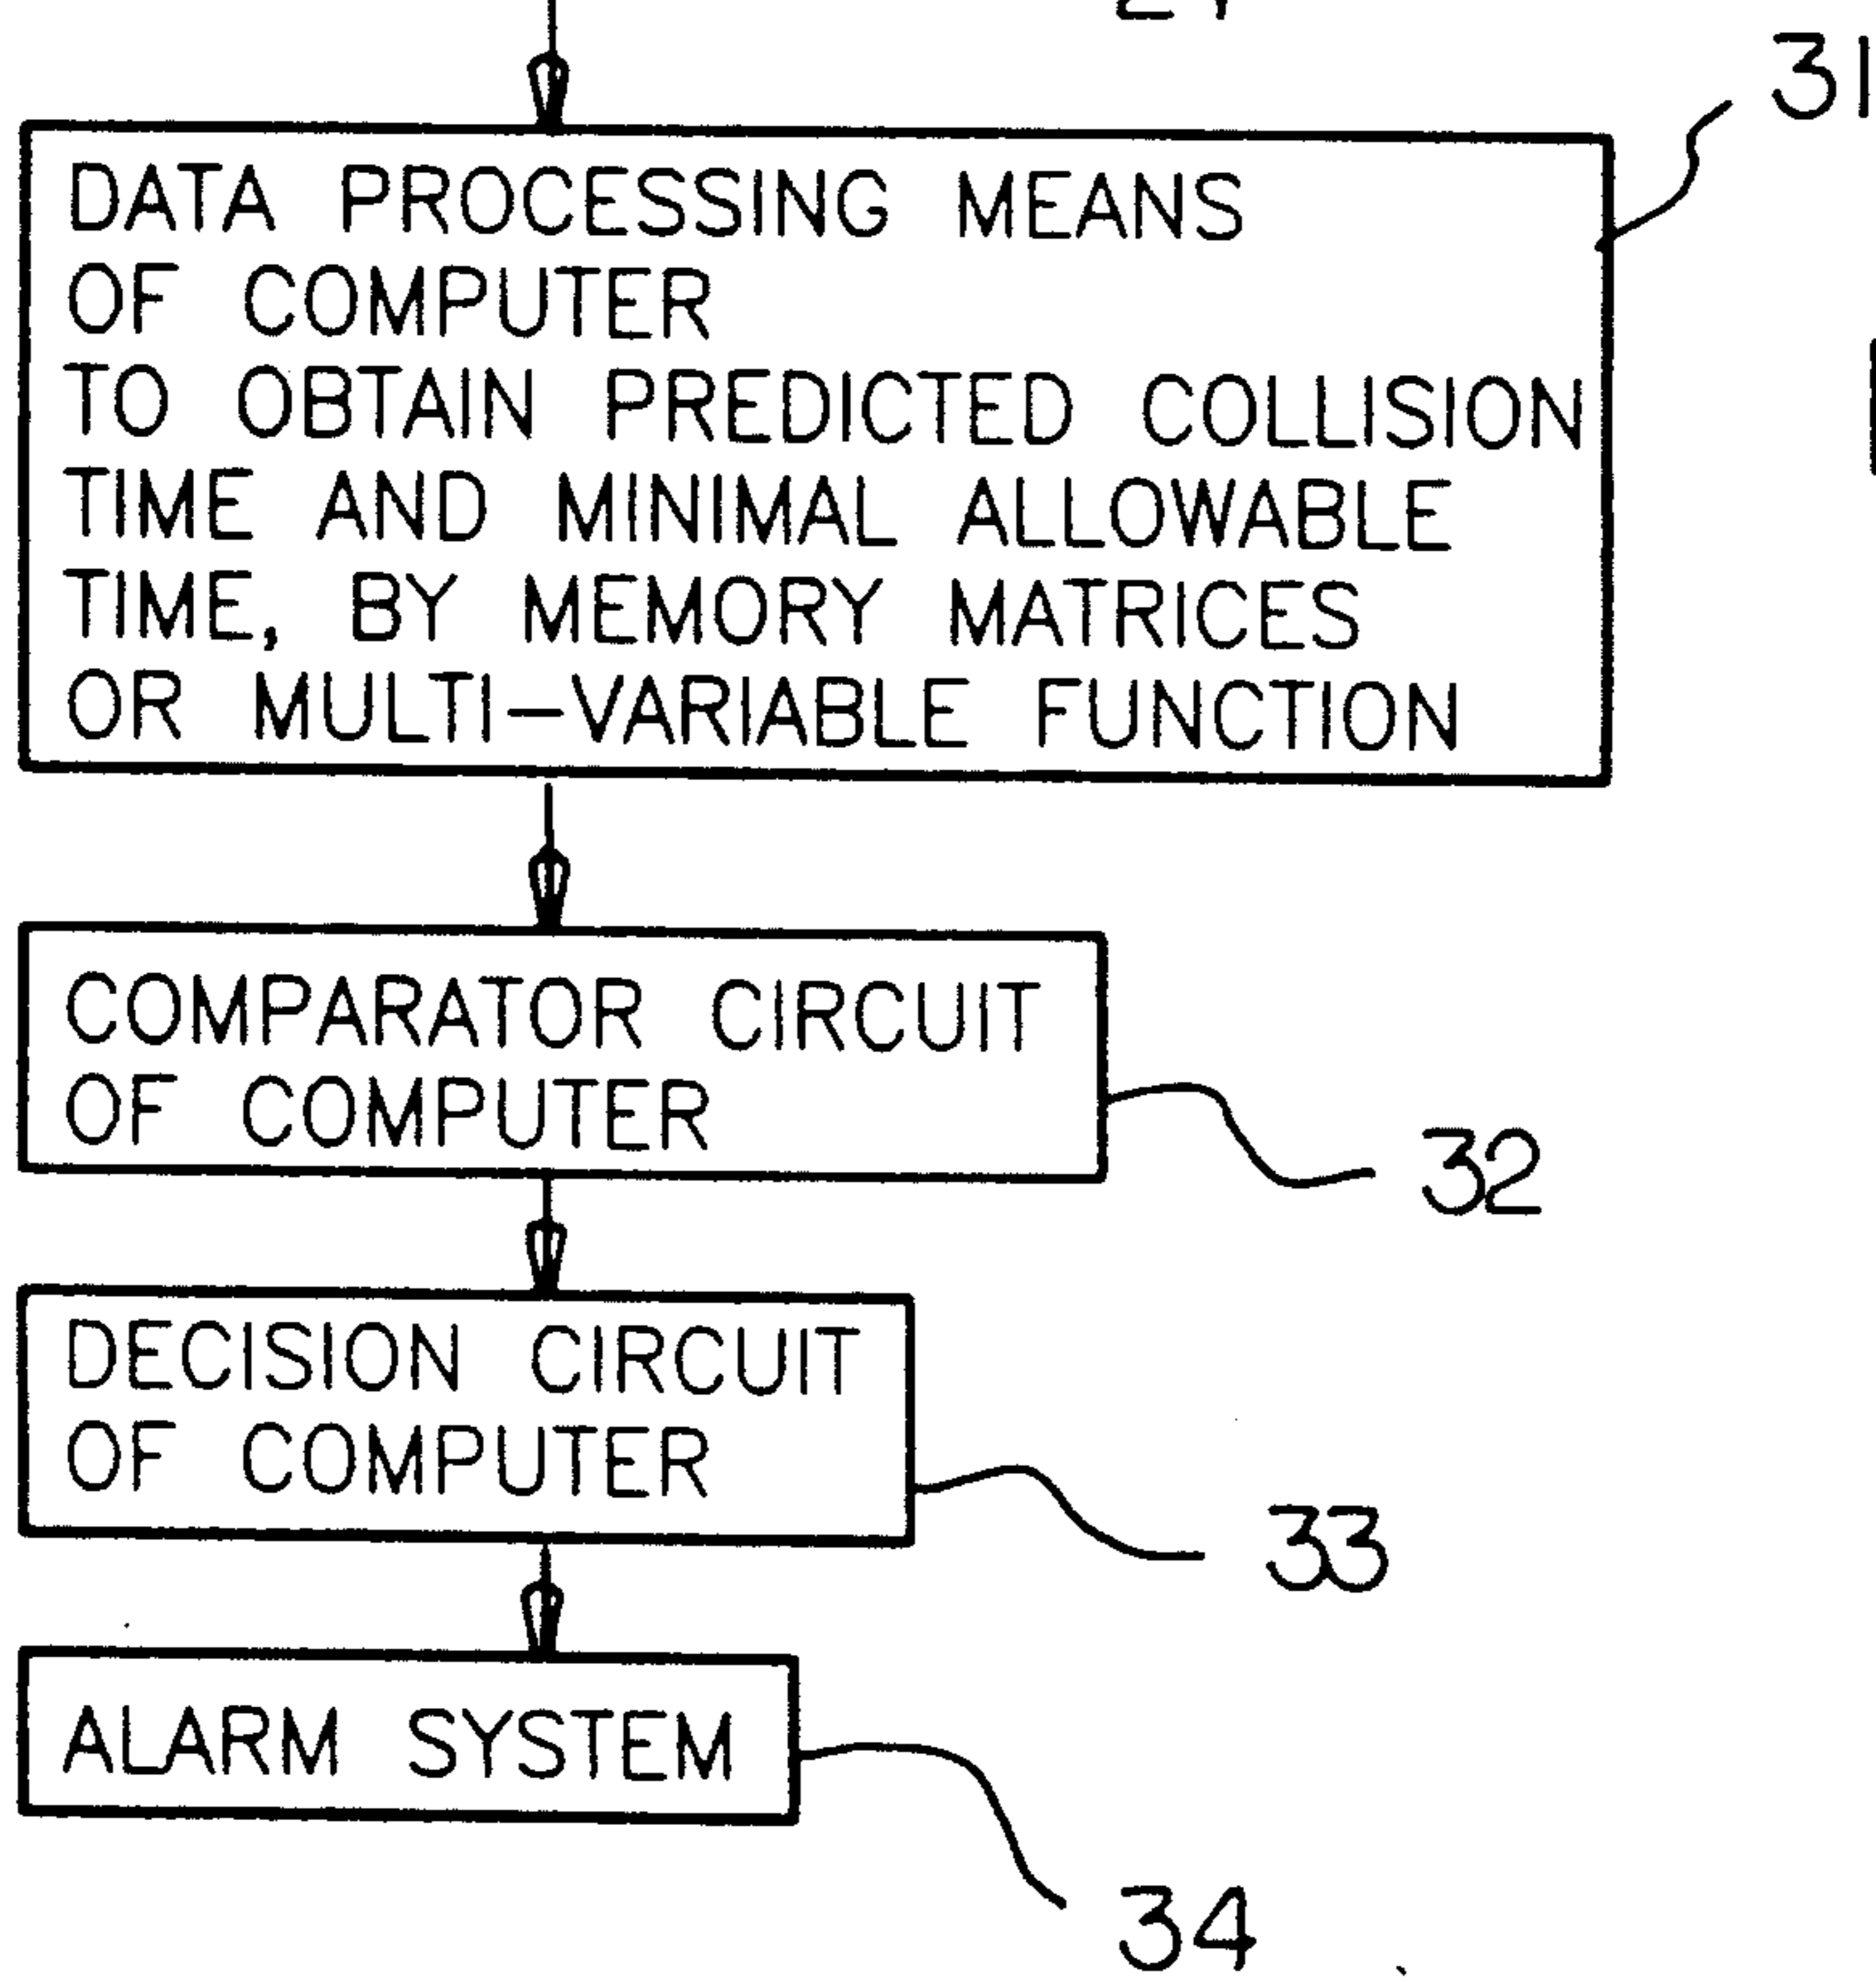 31
DATA PROCESSING MEANS
OF COMPUTER
TO OBTAIN PREDICTED COLLISION
TIME AND MINIMAL ALLOWABLE
TIME, BY MEMORY MATRICES
OR MULTI-VARIABLE FUNCTION
COMPARATOR CIRCUIT
OF COMPUTER
32
DECISION CIRCUIT
OF COMPUTER
33
ALARM SYSTEM
34